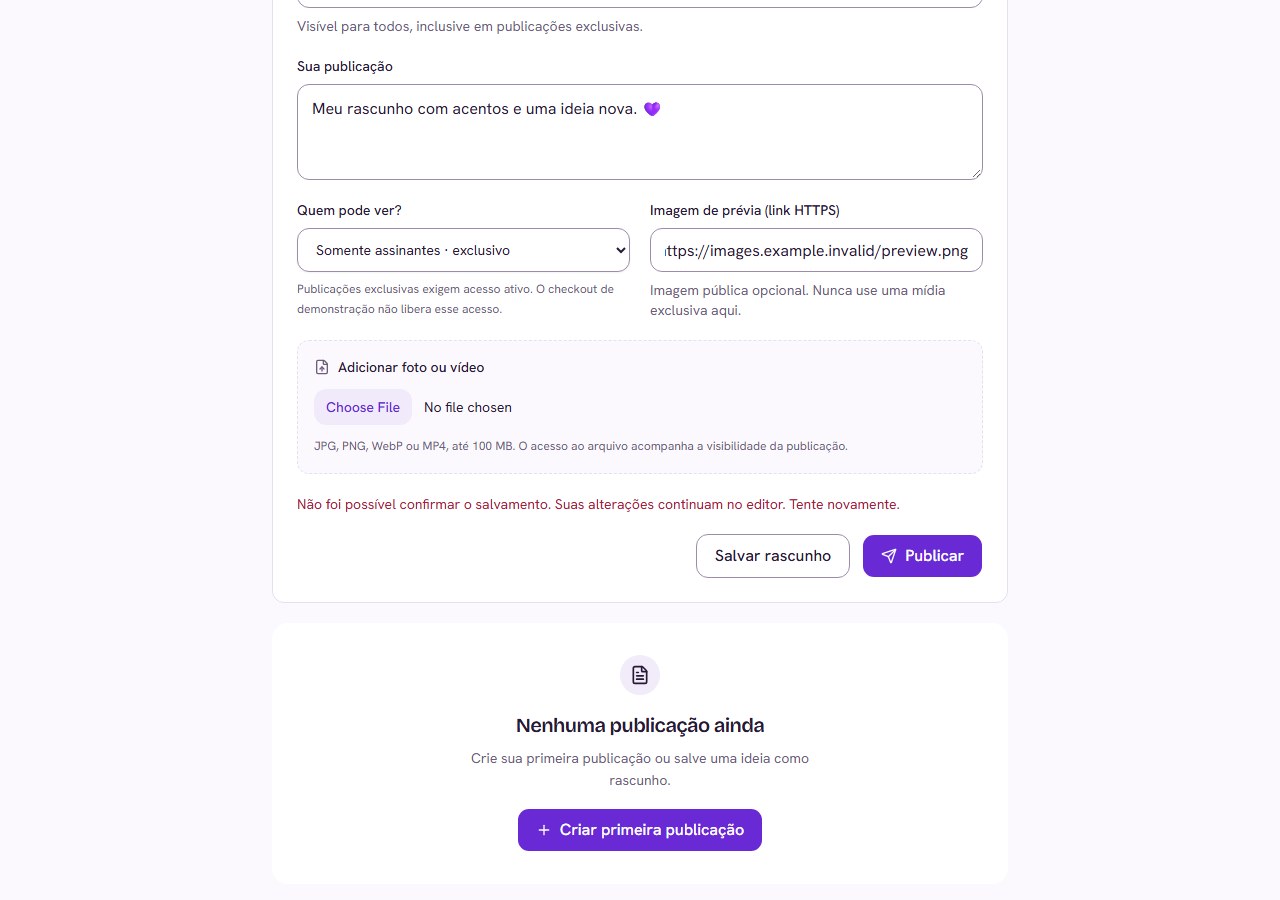 Visível para todos, inclusive em publicações exclusivas.
Sua publicação
Meu rascunho com acentos e uma ideia nova. 💜
Quem pode ver?
Imagem de prévia (link HTTPS)
Somente assinantes · exclusivo
ttps://images.example.invalid/preview.png
Publicações exclusivas exigem acesso ativo. O checkout de
demonstração não libera esse acesso.
Imagem pública opcional. Nunca use uma mídia
exclusiva aqui.
Adicionar foto ou vídeo
Choose File
No file chosen
JPG, PNG, WebP ou MP4, até 100 MB. O acesso ao arquivo acompanha a visibilidade da publicação.
Não foi possível confirmar o salvamento. Suas alterações continuam no editor. Tente novamente.
Salvar rascunho
Publicar
Nenhuma publicação ainda
Crie sua primeira publicação ou salve uma ideia como
rascunho.
Criar primeira publicação